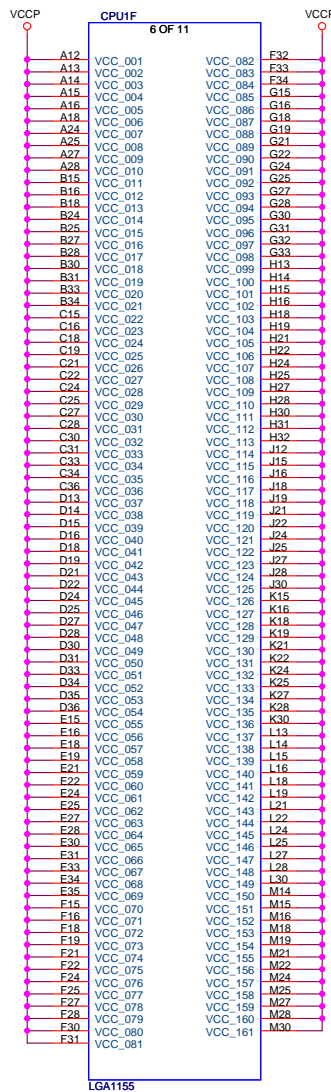 VCCP CPU1F VCCP
6 OF 11
A12 VCC_001 VCC_082 F32
A13 VCC_002 VCC_083 F33
A14 VCC_003 VCC_084 F34
A15 VCC_004 VCC_085 G15
A16 VCC_005 VCC_086 G16
A18 VCC_006 VCC_087 G18
A24 VCC_007 VCC_088 G19
A25 VCC_008 VCC_089 G21
A27 VCC_009 VCC_090 G22
A28 VCC_010 VCC_091 G24
B15 VCC_011 VCC_092 G25
B16 VCC_012 VCC_093 G27
B18 VCC_013 VCC_094 G28
B24 VCC_014 VCC_095 G30
B25 VCC_015 VCC_096 G31
B27 VCC_016 VCC_097 G32
B28 VCC_017 VCC_098 G33
B30 VCC_018 VCC_099 H13
B31 VCC_019 VCC_100 H14
B33 VCC_020 VCC_101 H15
B34 VCC_021 VCC_102 H16
C15 VCC_022 VCC_103 H18
C16 VCC_023 VCC_104 H19
C18 VCC_024 VCC_105 H21
C19 VCC_025 VCC_106 H22
C21 VCC_026 VCC_107 H24
C22 VCC_027 VCC_108 H25
C24 VCC_028 VCC_109 H27
C25 VCC_029 VCC_110 H28
C27 VCC_030 VCC_111 H30
C28 VCC_031 VCC_112 H31
C30 VCC_032 VCC_113 H32
C31 VCC_033 VCC_114 J12
C33 VCC_034 VCC_115 J15
C34 VCC_035 VCC_116 J16
C36 VCC_036 VCC_117 J18
D13 VCC_037 VCC_118 J19
D14 VCC_038 VCC_119 J21
D15 VCC_039 VCC_120 J22
D16 VCC_040 VCC_121 J24
D18 VCC_041 VCC_122 J25
D19 VCC_042 VCC_123 J27
D21 VCC_043 VCC_124 J28
D22 VCC_044 VCC_125 J30
D24 VCC_045 VCC_126 K15
D25 VCC_046 VCC_127 K16
D27 VCC_047 VCC_128 K18
D28 VCC_048 VCC_129 K19
D30 VCC_049 VCC_130 K21
D31 VCC_050 VCC_131 K22
D33 VCC_051 VCC_132 K24
D34 VCC_052 VCC_133 K25
D35 VCC_053 VCC_134 K27
D36 VCC_054 VCC_135 K28
E15 VCC_055 VCC_136 K30
E16 VCC_056 VCC_137 L13
E18 VCC_057 VCC_138 L14
E19 VCC_058 VCC_139 L15
E21 VCC_059 VCC_140 L16
E22 VCC_060 VCC_141 L18
E24 VCC_061 VCC_142 L19
E25 VCC_062 VCC_143 L21
E27 VCC_063 VCC_144 L22
E28 VCC_064 VCC_145 L24
E30 VCC_065 VCC_146 L25
E31 VCC_066 VCC_147 L27
E33 VCC_067 VCC_148 L28
E34 VCC_068 VCC_149 L30
E35 VCC_069 VCC_150 M14
F15 VCC_070 VCC_151 M15
F16 VCC_071 VCC_152 M16
F18 VCC_072 VCC_153 M18
F19 VCC_073 VCC_154 M19
F21 VCC_074 VCC_155 M21
F22 VCC_075 VCC_156 M22
F24 VCC_076 VCC_157 M24
F25 VCC_077 VCC_158 M25
F27 VCC_078 VCC_159 M27
F28 VCC_079 VCC_160 M28
F30 VCC_080 VCC_161 M30
F31 VCC_081
LGA1155